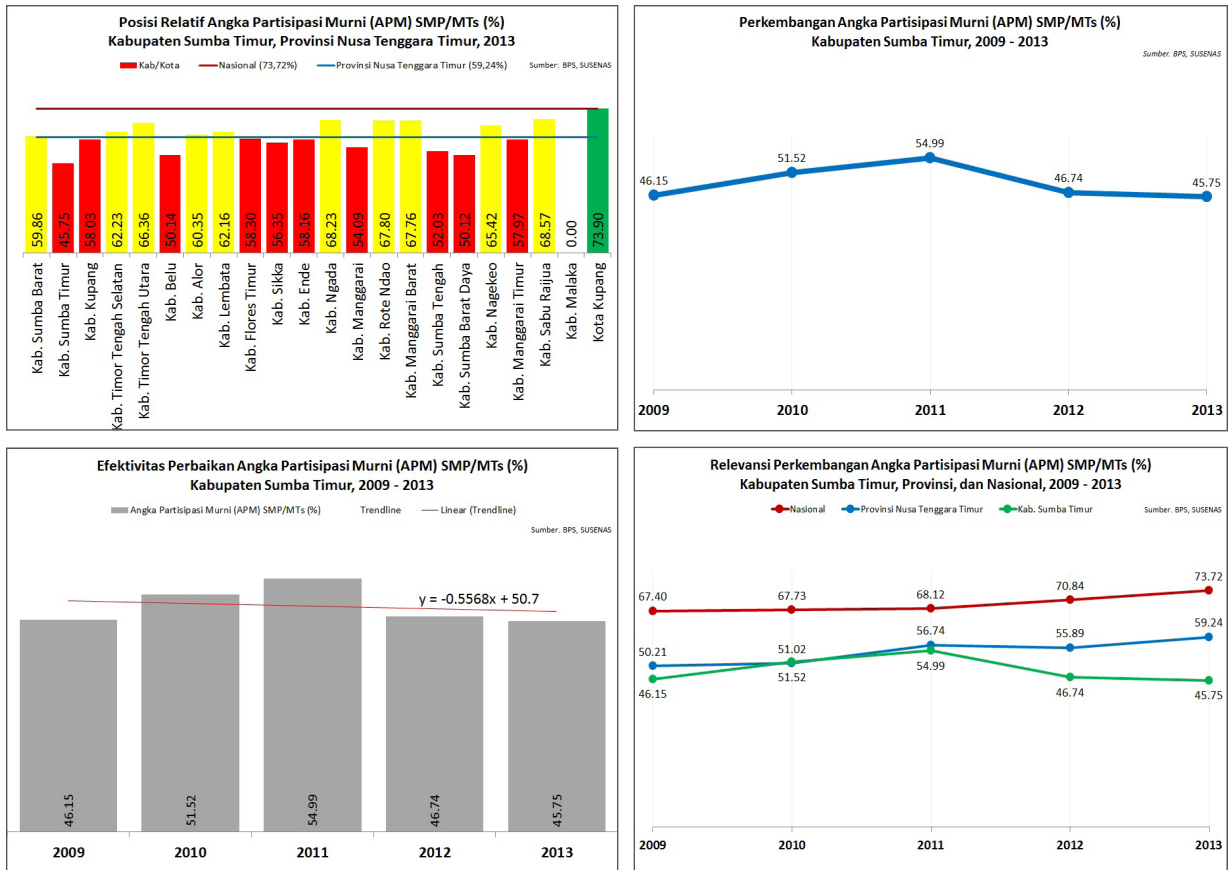 Posisi Relatif Angka Partisipasi Murni (APM) SMP/MTs (%)
Kabupaten Sumba Timur, Provinsi Nusa Tenggara Timur, 2013
Kab/Kota Nasional (73,72%) Provinsi Nusa Tenggara Timur (59,24%) Sumber: BPS, SUSENAS
59.86
45.75
58.03
62.23
66.36
50.14
60.35
62.16
58.30
56.35
58.16
68.23
54.09
67.80
67.76
52.03
50.12
65.42
57.97
68.57
0.00
73.90
Kab. Sumba Barat
Kab. Sumba Timur
Kab. Kupang
Kab. Timor Tengah Selatan
Kab. Timor Tengah Utara
Kab. Belu
Kab. Alor
Kab. Lembata
Kab. Flores Timur
Kab. Sikka
Kab. Ende
Kab. Ngada
Kab. Manggarai
Kab. Rote Ndao
Kab. Manggarai Barat
Kab. Sumba Tengah
Kab. Sumba Barat Daya
Kab. Nagekeo
Kab. Manggarai Timur
Kab. Sabu Raijua
Kab. Malaka
Kota Kupang
Perkembangan Angka Partisipasi Murni (APM) SMP/MTs (%)
Kabupaten Sumba Timur, 2009 - 2013
Sumber. BPS, SUSENAS
46.15
51.52
54.99
46.74
45.75
2009 2010 2011 2012 2013
Efektivitas Perbaikan Angka Partisipasi Murni (APM) SMP/MTs (%)
Kabupaten Sumba Timur, 2009 - 2013
Angka Partisipasi Murni (APM) SMP/MTs (%) Trendline Linear (Trendline)
Sumber. BPS, SUSENAS
y = -0.5568x + 50.7
46.15
51.52
54.99
46.74
45.75
2009 2010 2011 2012 2013
Relevansi Perkembangan Angka Partisipasi Murni (APM) SMP/MTs (%)
Kabupaten Sumba Timur, Provinsi, dan Nasional, 2009 - 2013
Nasional Provinsi Nusa Tenggara Timur Kab. Sumba Timur Sumber. BPS, SUSENAS
67.40 67.73 68.12 70.84 73.72
50.21 51.02 56.74 55.89 59.24
46.15 51.52 54.99 46.74 45.75
2009 2010 2011 2012 2013